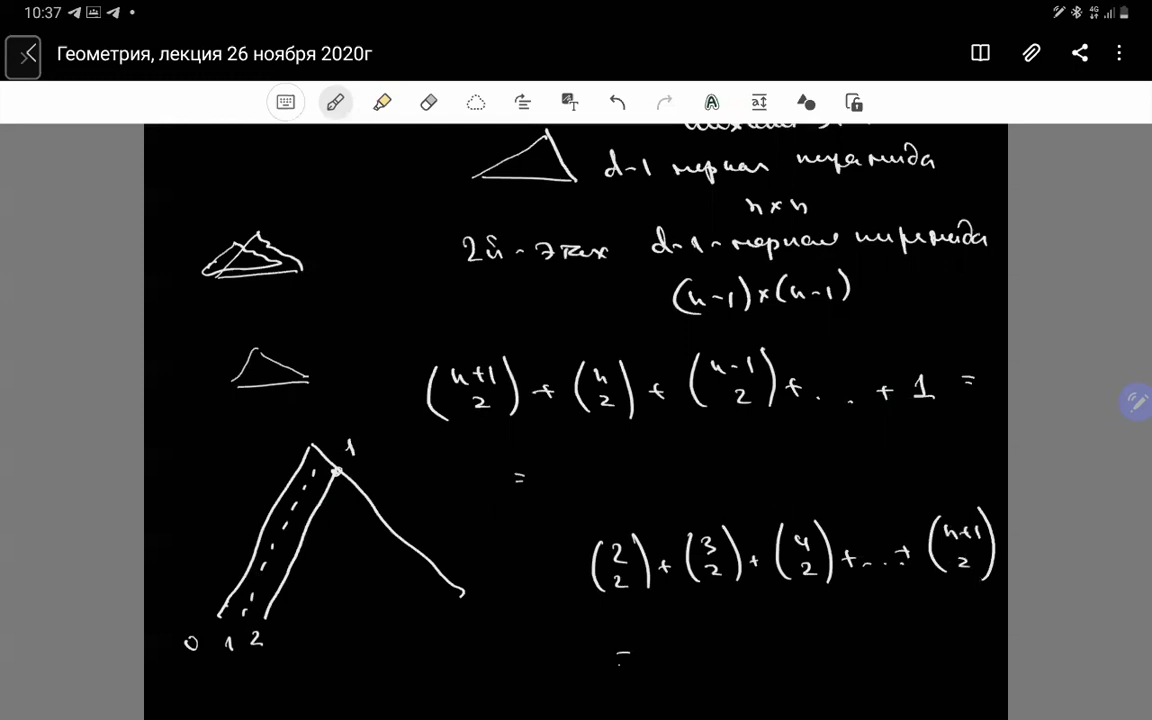 10:37
4G
Геометрия, лекция 26 ноября 2020г
d-1 мерная пирамида
n × n
2й - этаж d-1-мерная пирамида
(n-1)×(n-1)
(n+1 2) + (n 2) + (n-1 2) + . . . + 1 =
1
=
(2 2) + (3 2) + (4 2) + ... + (n+1 2)
0 1 2
=